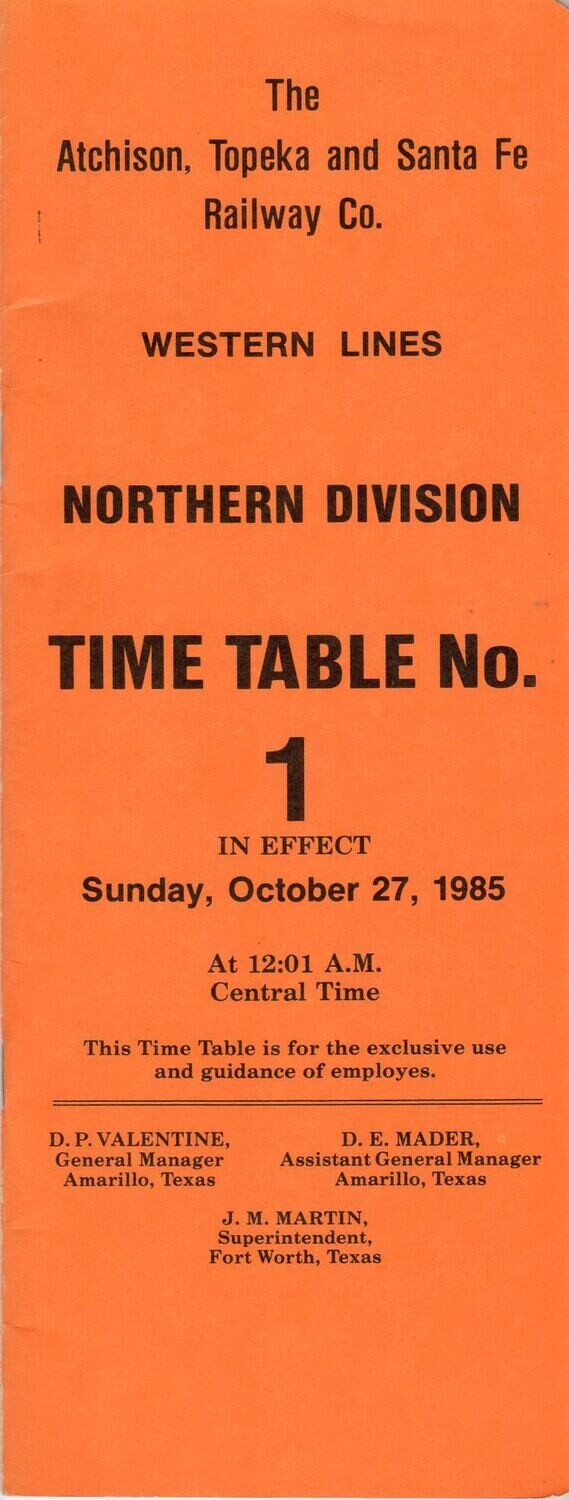 The
Atchison, Topeka and Santa Fe
Railway Co.
WESTERN LINES
NORTHERN DIVISION
TIME TABLE No.
1
IN EFFECT
Sunday, October 27, 1985
At 12:01 A.M.
Central Time
This Time Table is for the exclusive use
and guidance of employes.
D. P. VALENTINE,
General Manager
Amarillo, Texas
D. E. MADER,
Assistant General Manager
Amarillo, Texas
J. M. MARTIN,
Superintendent,
Fort Worth, Texas